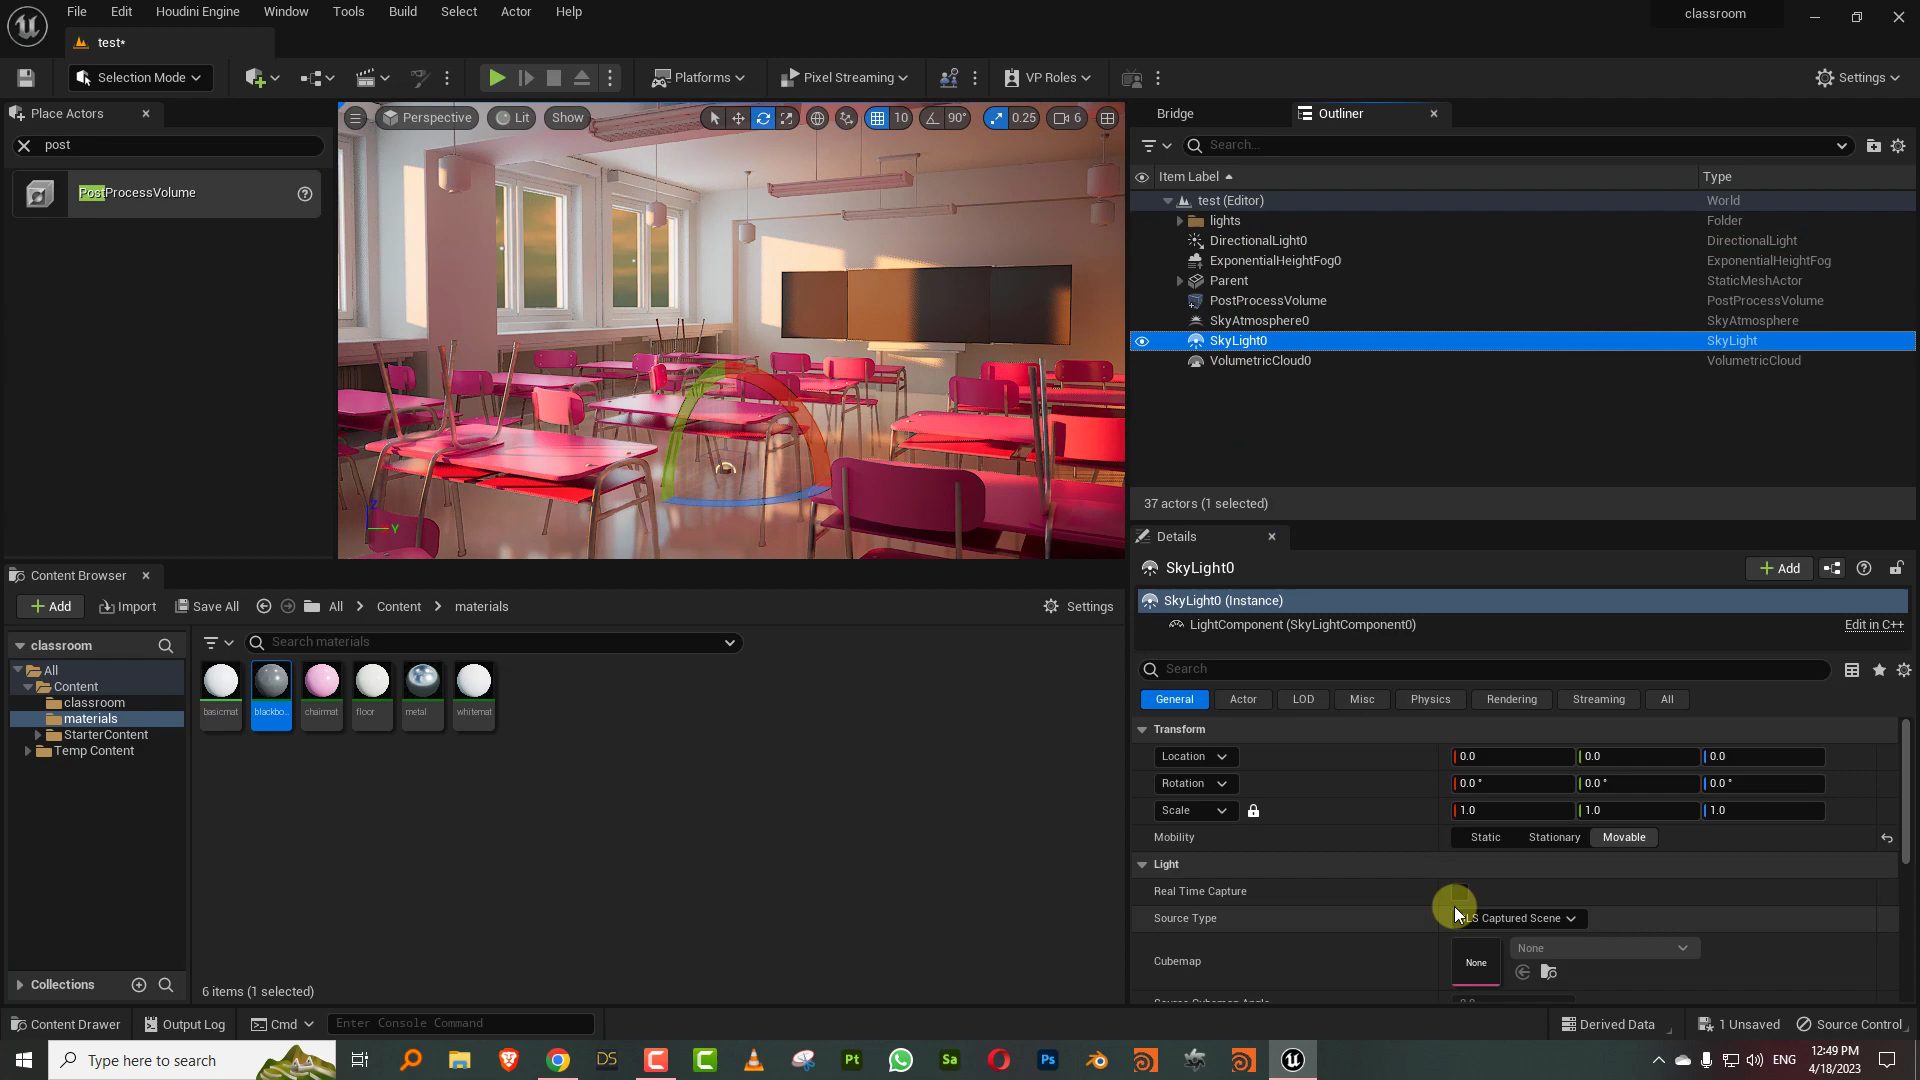 File Edit Houdini Engine Window Tools Build Select Actor Help classroom
test*
Selection Mode Platforms Pixel Streaming VP Roles Settings
Place Actors
post
PostProcessVolume
Perspective Lit Show 10 90° 0.25 6
Z
Y
Bridge Outliner
Search...
Item Label Type
test (Editor) World
lights Folder
DirectionalLight0 DirectionalLight
ExponentialHeightFog0 ExponentialHeightFog
Parent StaticMeshActor
PostProcessVolume PostProcessVolume
SkyAtmosphere0 SkyAtmosphere
SkyLight0 SkyLight
VolumetricCloud0 VolumetricCloud
37 actors (1 selected)
Details
SkyLight0 Add
SkyLight0 (Instance)
LightComponent (SkyLightComponent0) Edit in C++
Search
General Actor LOD Misc Physics Rendering Streaming All
Transform
Location 0.0 0.0 0.0
Rotation 0.0 ° 0.0 ° 0.0 °
Scale 1.0 1.0 1.0
Mobility Static Stationary Movable
Light
Real Time Capture
Source Type SLS Captured Scene
Cubemap None None
Content Browser
Add Import Save All All Content materials Settings
classroom
All
Content
classroom
materials
StarterContent
Temp Content
Collections
Search materials
basicmat blackbo... chairmat floor metal whitemat
6 items (1 selected)
Content Drawer Output Log Cmd Enter Console Command Derived Data 1 Unsaved Source Control
Type here to search DS Pt Sa Ps ENG 12:49 PM
4/18/2023